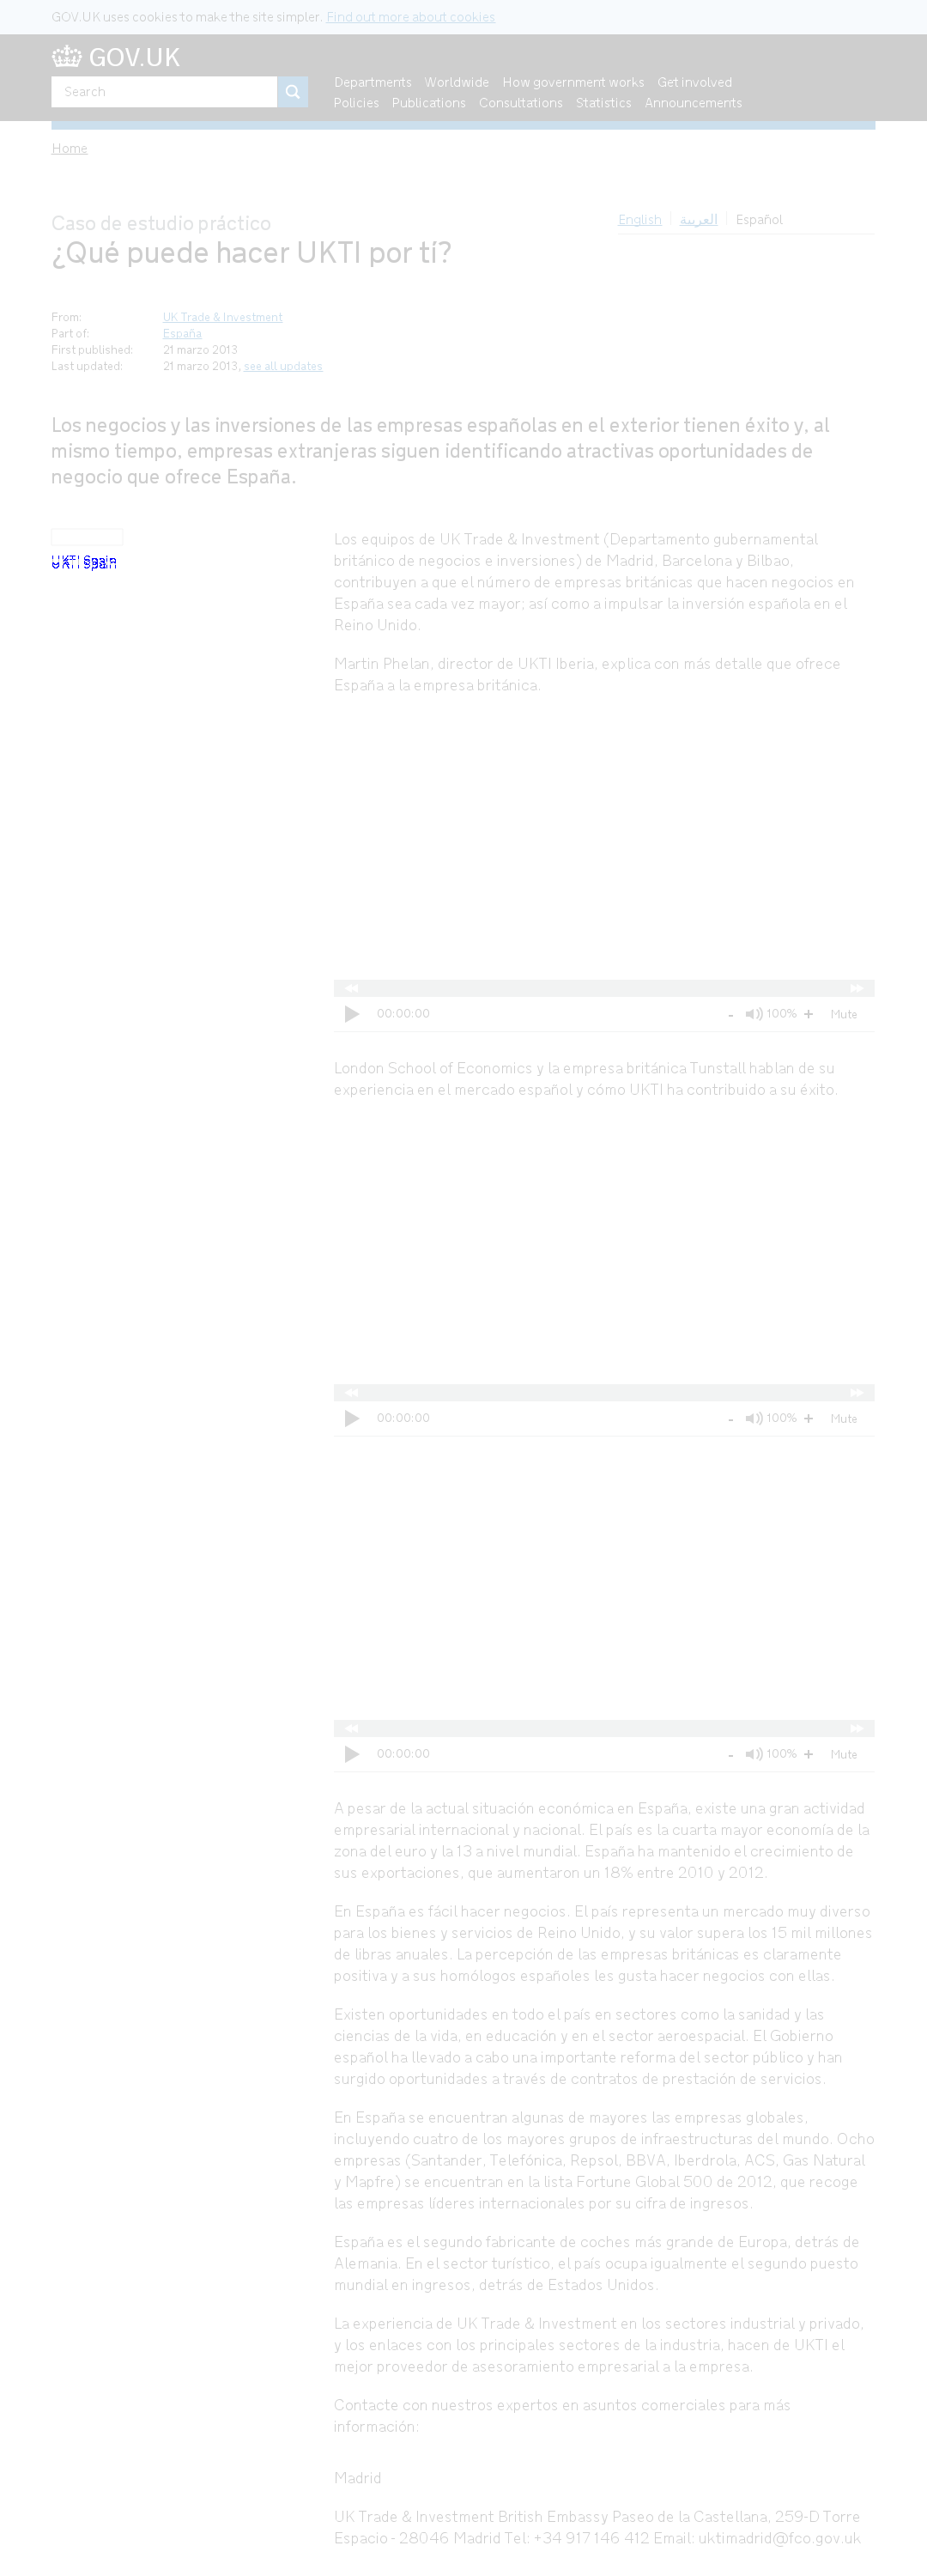 GOV.UK uses cookies to make the site simpler. Find out more about cookies
GOV.UK
Search
Departments Worldwide How government works Get involved
Policies Publications Consultations Statistics Announcements
Home
Caso de estudio práctico
¿Qué puede hacer UKTI por tí?
English العربية Español
From: UK Trade & Investment
Part of: España
First published: 21 marzo 2013
Last updated: 21 marzo 2013, see all updates
Los negocios y las inversiones de las empresas españolas en el exterior tienen éxito y, al
mismo tiempo, empresas extranjeras siguen identificando atractivas oportunidades de
negocio que ofrece España.
UKTI Spain
Los equipos de UK Trade & Investment (Departamento gubernamental
británico de negocios e inversiones) de Madrid, Barcelona y Bilbao,
contribuyen a que el número de empresas británicas que hacen negocios en
España sea cada vez mayor; así como a impulsar la inversión española en el
Reino Unido.
Martin Phelan, director de UKTI Iberia, explica con más detalle que ofrece
España a la empresa británica.
00:00:00 - 100% + Mute
London School of Economics y la empresa británica Tunstall hablan de su
experiencia en el mercado español y cómo UKTI ha contribuido a su éxito.
00:00:00 - 100% + Mute
00:00:00 - 100% + Mute
A pesar de la actual situación económica en España, existe una gran actividad
empresarial internacional y nacional. El país es la cuarta mayor economía de la
zona del euro y la 13 a nivel mundial. España ha mantenido el crecimiento de
sus exportaciones, que aumentaron un 18% entre 2010 y 2012.
En España es fácil hacer negocios. El país representa un mercado muy diverso
para los bienes y servicios de Reino Unido, y su valor supera los 15 mil millones
de libras anuales. La percepción de las empresas británicas es claramente
positiva y a sus homólogos españoles les gusta hacer negocios con ellas.
Existen oportunidades en todo el país en sectores como la sanidad y las
ciencias de la vida, en educación y en el sector aeroespacial. El Gobierno
español ha llevado a cabo una importante reforma del sector público y han
surgido oportunidades a través de contratos de prestación de servicios.
En España se encuentran algunas de mayores las empresas globales,
incluyendo cuatro de los mayores grupos de infraestructuras del mundo. Ocho
empresas (Santander, Telefónica, Repsol, BBVA, Iberdrola, ACS, Gas Natural
y Mapfre) se encuentran en la lista Fortune Global 500 de 2012, que recoge
las empresas líderes internacionales por su cifra de ingresos.
España es el segundo fabricante de coches más grande de Europa, detrás de
Alemania. En el sector turístico, el país ocupa igualmente el segundo puesto
mundial en ingresos, detrás de Estados Unidos.
La experiencia de UK Trade & Investment en los sectores industrial y privado,
y los enlaces con los principales sectores de la industria, hacen de UKTI el
mejor proveedor de asesoramiento empresarial a la empresa.
Contacte con nuestros expertos en asuntos comerciales para más
información:
Madrid
UK Trade & Investment British Embassy Paseo de la Castellana, 259-D Torre
Espacio - 28046 Madrid Tel: +34 917 146 412 Email: uktimadrid@fco.gov.uk